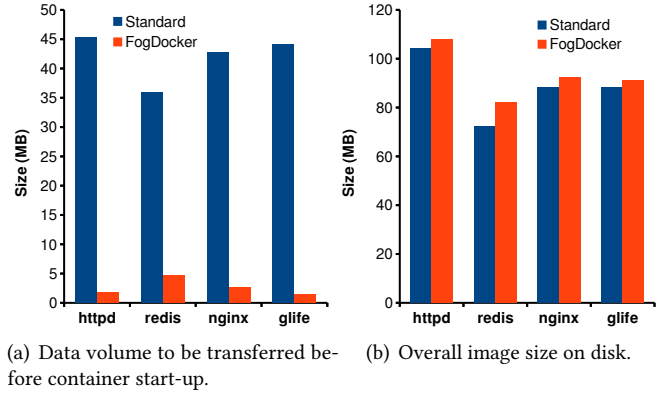 50
45
40
35
30
25
20
15
10
5
0
Size (MB)
Standard
FogDocker
httpd redis nginx glife
(a) Data volume to be transferred be-
fore container start-up.
120
100
80
60
40
20
0
Size (MB)
Standard
FogDocker
httpd redis nginx glife
(b) Overall image size on disk.